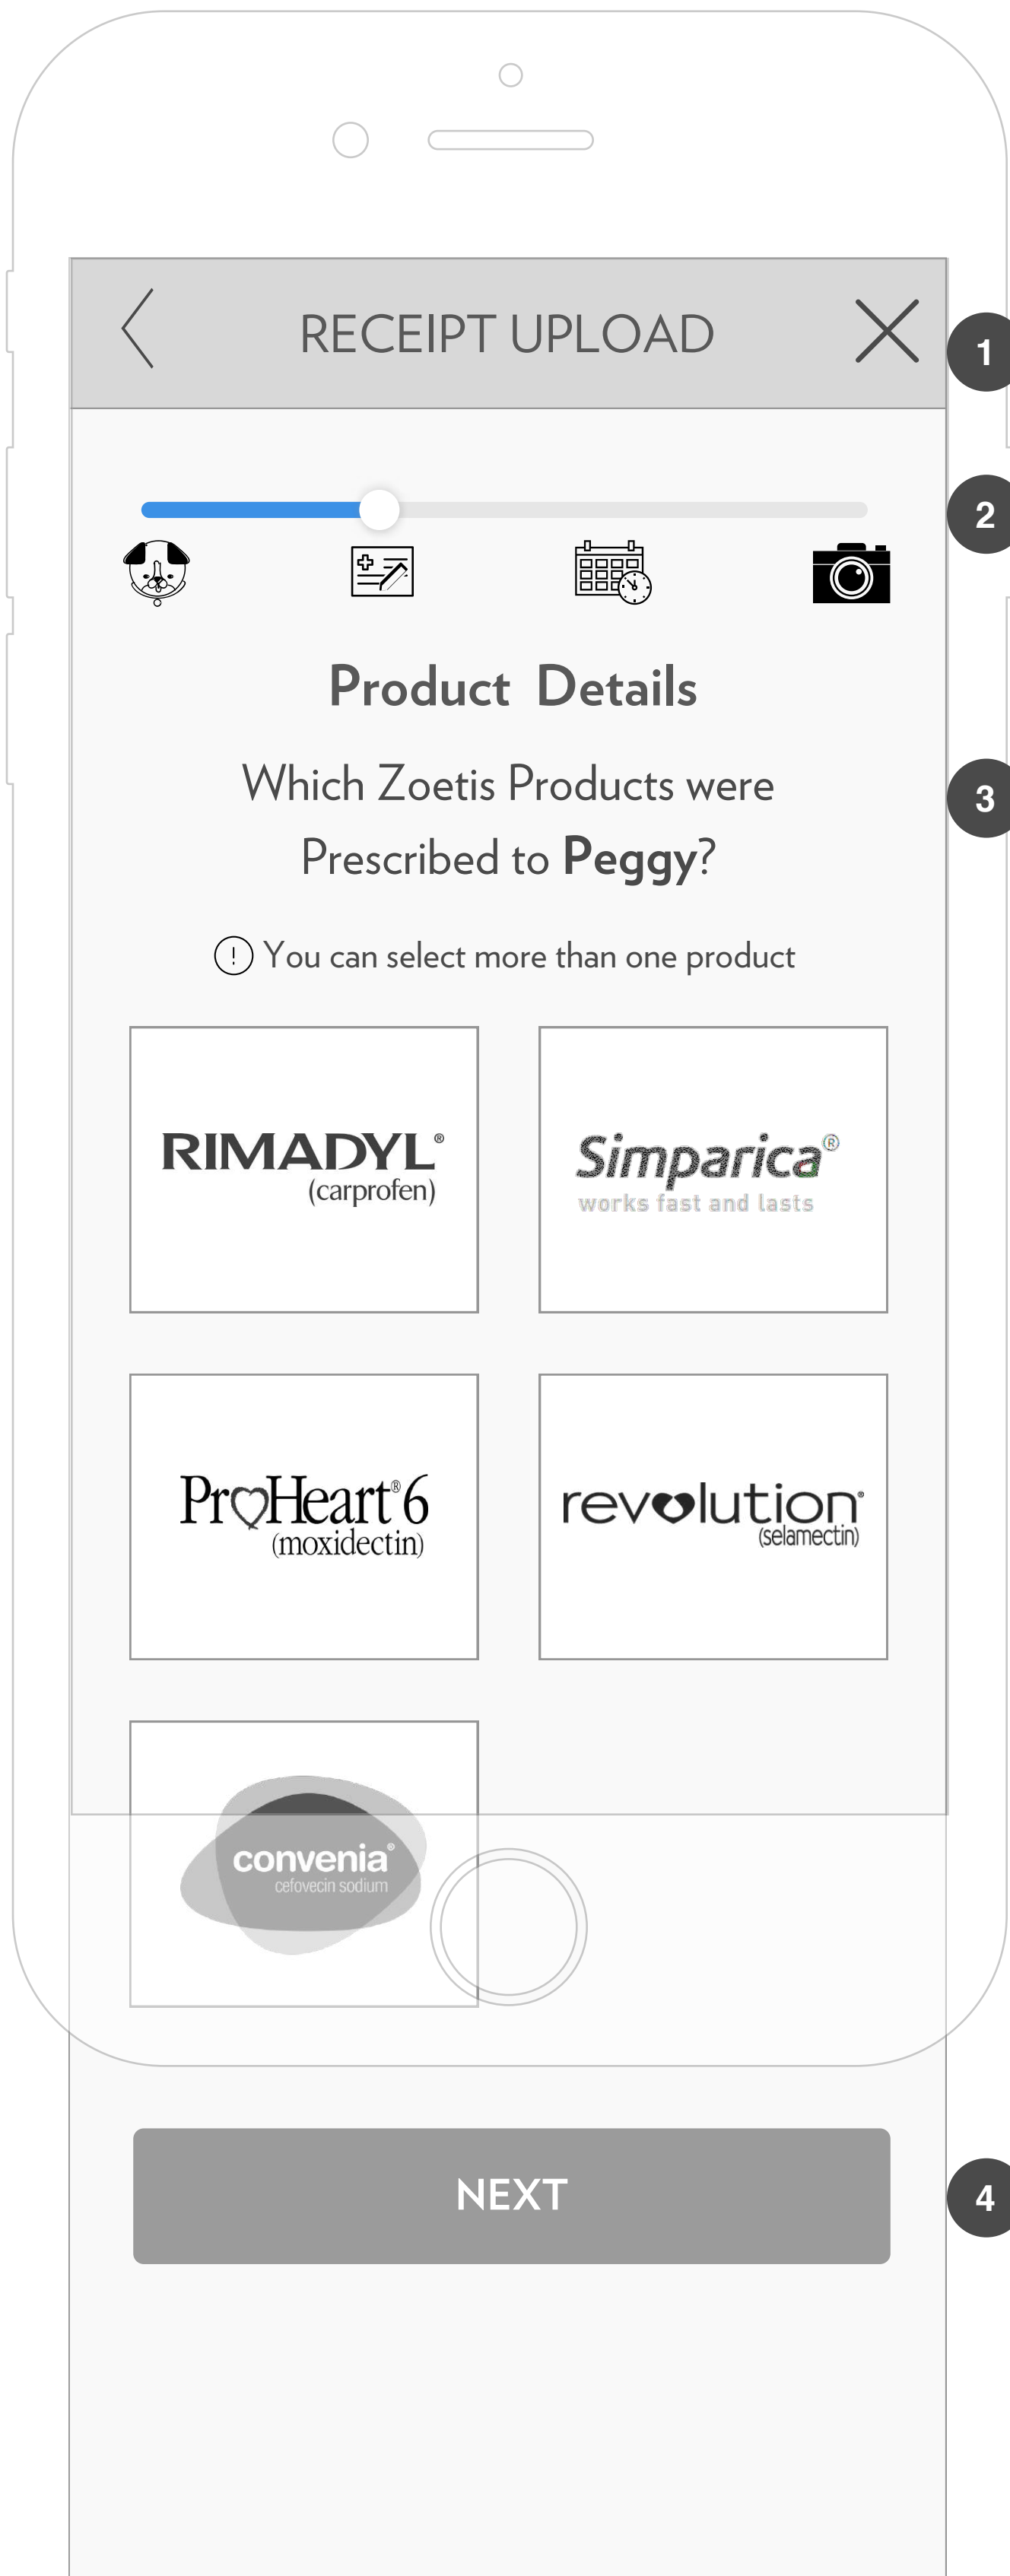 RECEIPT UPLOAD
1
2
Product Details
Which Zoetis Products were
3
Prescribed to Peggy?
! You can select more than one product
RIMADYL®
(carprofen)
Simparica®
works fast and lasts
ProHeart®6
(moxidectin)
revolution®
(selamectin)
convenia®
cefovecin sodium
NEXT
4